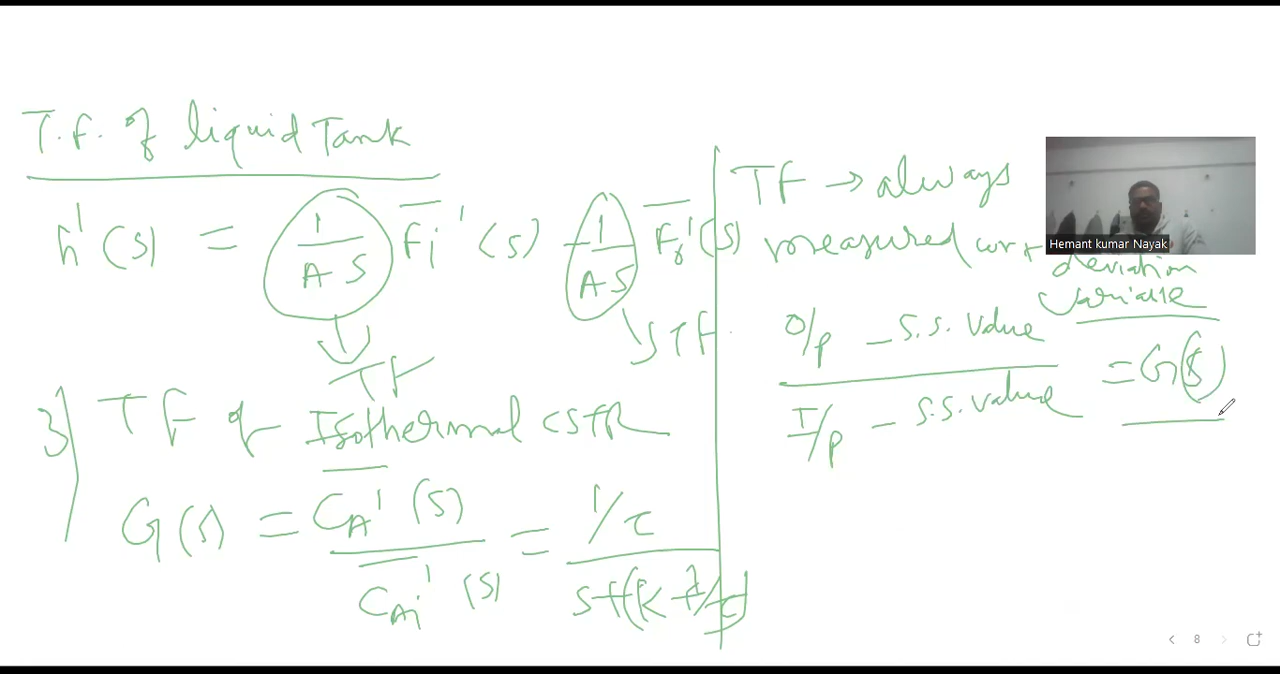 T.F. of liquid Tank
h'(s) = 1/AS Fi'(s) - 1/AS Fo'(s)
TF
TF
3) TF of Isothermal CSTR
G(s) = CA'(s)/CAi'(s) = 1/τ / s+(k+1/τ)
TF → always
measured wrt
deviation
variable
O/p - S.S. Value / I/p - S.S. Value = G(s)
Hemant kumar Nayak
8